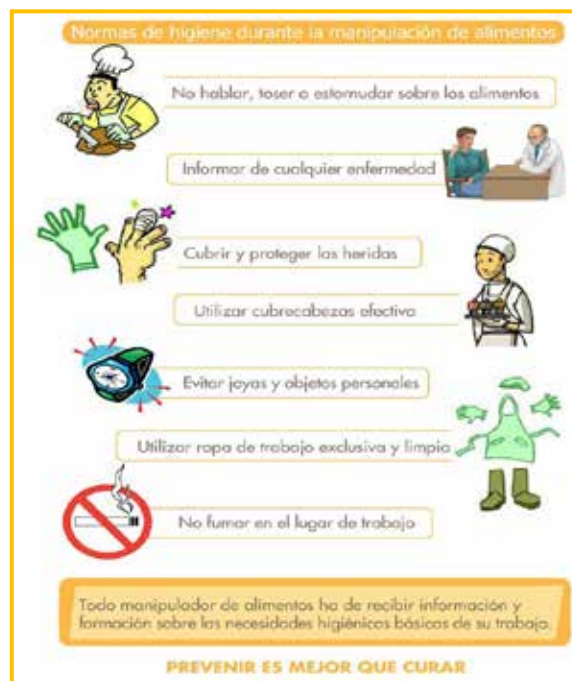 Normas de higiene durante la manipulación de alimentos
No hablar, toser o estornudar sobre los alimentos
Informar de cualquier enfermedad
Cubrir y proteger las heridas
Utilizar cubrecabezas efectivo
Evitar joyas y objetos personales
Utilizar ropa de trabajo exclusiva y limpia
No fumar en el lugar de trabajo
Todo manipulador de alimentos ha de recibir información y
formación sobre las necesidades higiénicas básicas de su trabajo.
PREVENIR ES MEJOR QUE CURAR